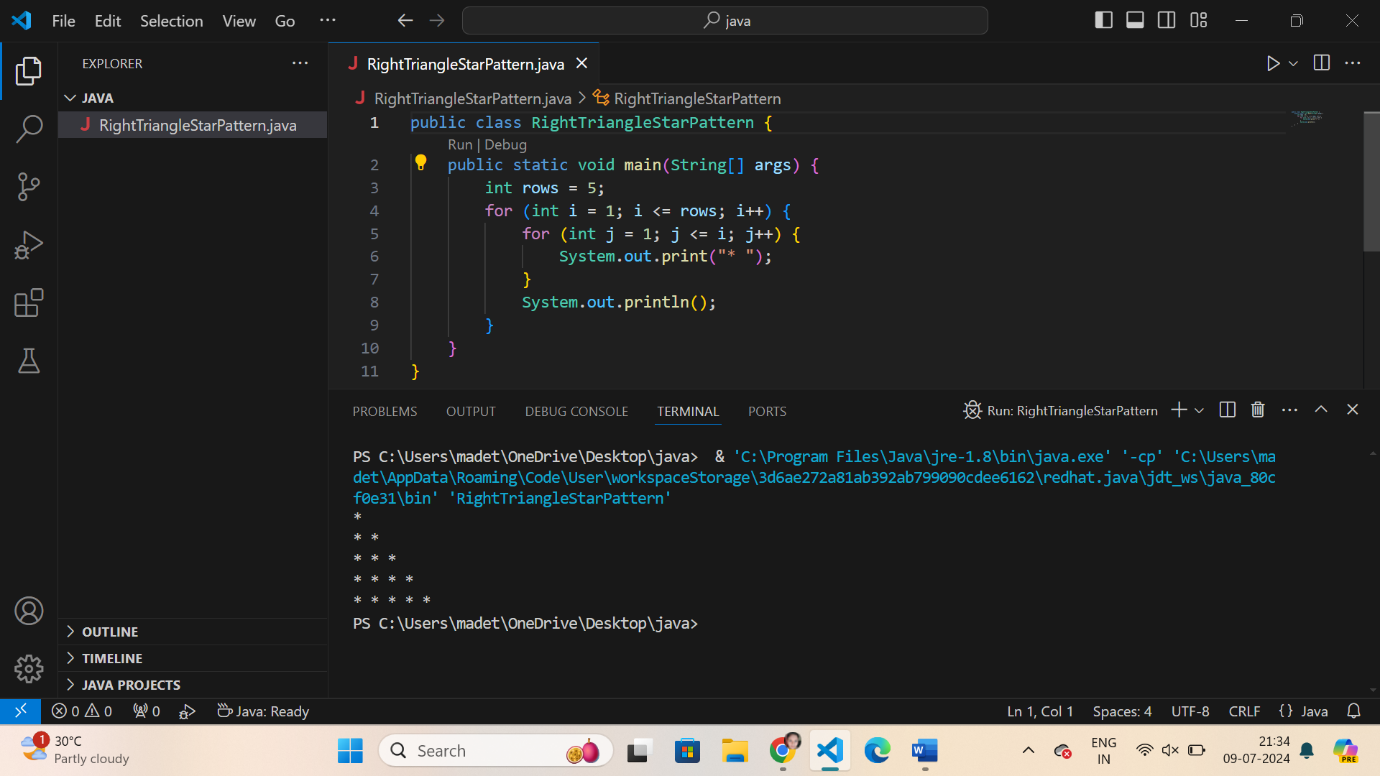 File Edit Selection View Go ··· java
EXPLORER ···
JAVA
J RightTriangleStarPattern.java
OUTLINE
TIMELINE
JAVA PROJECTS
J RightTriangleStarPattern.java
J RightTriangleStarPattern.java > RightTriangleStarPattern
1 public class RightTriangleStarPattern {
Run | Debug
2 public static void main(String[] args) {
3 int rows = 5;
4 for (int i = 1; i <= rows; i++) {
5 for (int j = 1; j <= i; j++) {
6 System.out.print("* ");
7 }
8 System.out.println();
9 }
10 }
11 }
PROBLEMS OUTPUT DEBUG CONSOLE TERMINAL PORTS Run: RightTriangleStarPattern
PS C:\Users\madet\OneDrive\Desktop\java> & 'C:\Program Files\Java\jre-1.8\bin\java.exe' '-cp' 'C:\Users\ma
det\AppData\Roaming\Code\User\workspaceStorage\3d6ae272a81ab392ab799090cdee6162\redhat.java\jdt_ws\java_80c
f0e31\bin' 'RightTriangleStarPattern'
*
* *
* * *
* * * *
* * * * *
PS C:\Users\madet\OneDrive\Desktop\java>
0 0 0 Java: Ready Ln 1, Col 1 Spaces: 4 UTF-8 CRLF {} Java
1 30°C
Partly cloudy
Search
W
ENG
IN
21:34
09-07-2024
PRE